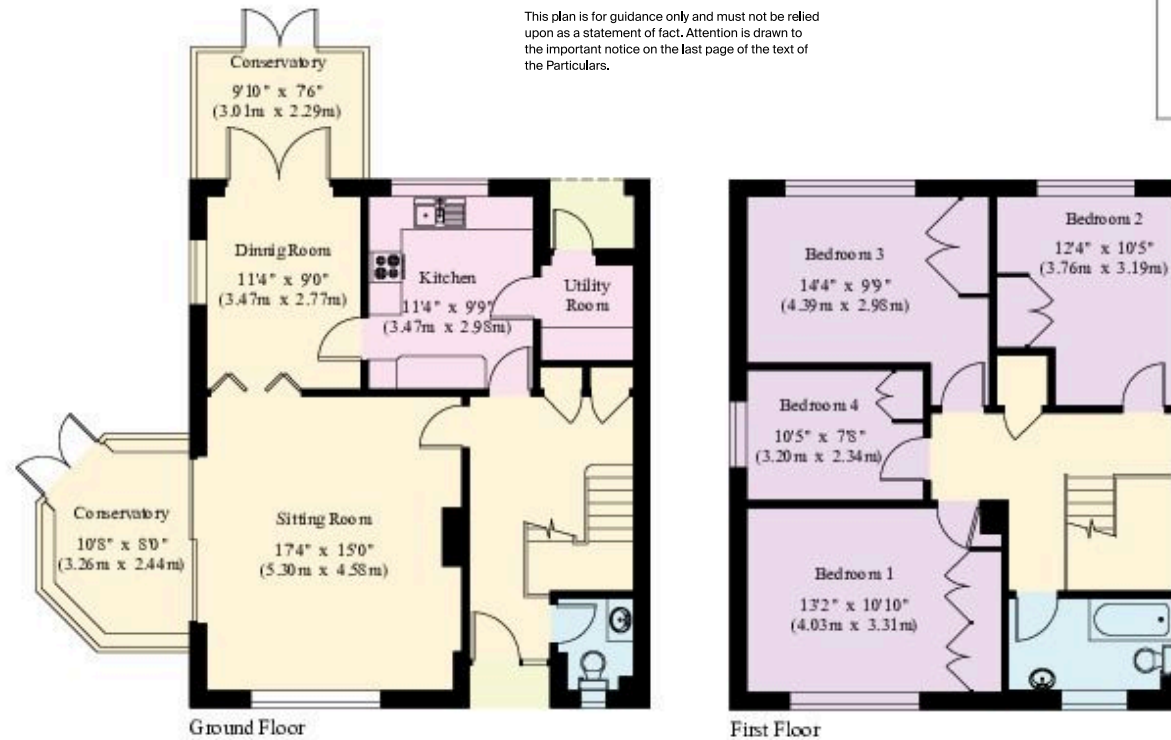 This plan is for guidance only and must not be relied
upon as a statement of fact. Attention is drawn to
the important notice on the last page of the text of
the Particulars.
Conservatory
9'10" x 7'6"
(3.01m x 2.29m)
Dinnig Room
11'4" x 9'0"
(3.47m x 2.77m)
Kitchen
11'4" x 9'9"
(3.47m x 2.98m)
Utility
Room
Conservatory
10'8" x 8'0"
(3.26m x 2.44m)
Sitting Room
17'4" x 15'0"
(5.30m x 4.58m)
Ground Floor
Bedroom 3
14'4" x 9'9"
(4.39m x 2.98m)
Bedroom 2
12'4" x 10'5"
(3.76m x 3.19m)
Bedroom 4
10'5" x 7'8"
(3.20m x 2.34m)
Bedroom 1
13'2" x 10'10"
(4.03m x 3.31m)
First Floor